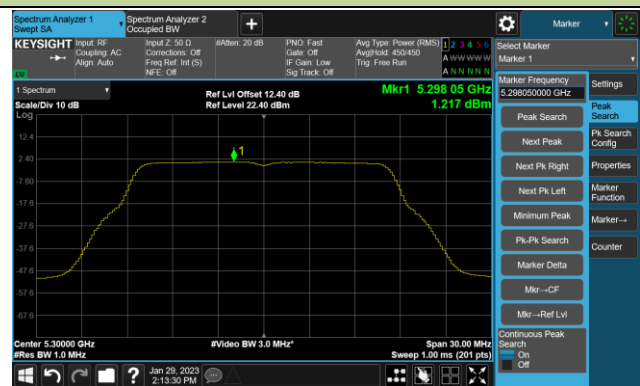 Spectrum Analyzer 1
Swept SA
Spectrum Analyzer 2
Occupied BW
+
Marker
KEYSIGHT
Input: RF
Coupling: AC
Align: Auto
Input Z: 50 Ω
Corrections: Off
Freq Ref: Int (S)
NFE: Off
#Atten: 20 dB
PNO: Fast
Gate: Off
IF Gain: Low
Sig Track: Off
Avg Type: Power (RMS)
Avg|Hold: 450/450
Trig: Free Run
1 2 3 4 5 6
A W W W W W
A N N N N N
LW
Select Marker
Marker 1
1 Spectrum
Scale/Div 10 dB
Log
Ref Lvl Offset 12.40 dB
Ref Level 22.40 dBm
Mkr1 5.298 05 GHz
1.217 dBm
12.4
2.40
-7.60
-17.6
-27.6
-37.6
-47.6
-57.6
-67.6
1
Center 5.30000 GHz
#Res BW 1.0 MHz
#Video BW 3.0 MHz*
Span 30.00 MHz
Sweep 1.00 ms (201 pts)
Marker Frequency
5.298050000 GHz
Peak Search
Next Peak
Next Pk Right
Next Pk Left
Minimum Peak
Pk-Pk Search
Marker Delta
Mkr→CF
Mkr→Ref Lvl
Continuous Peak
Search
On
Off
Settings
Peak
Search
Pk Search
Config
Properties
Marker
Function
Marker→
Counter
?
Jan 29, 2023
2:13:30 PM